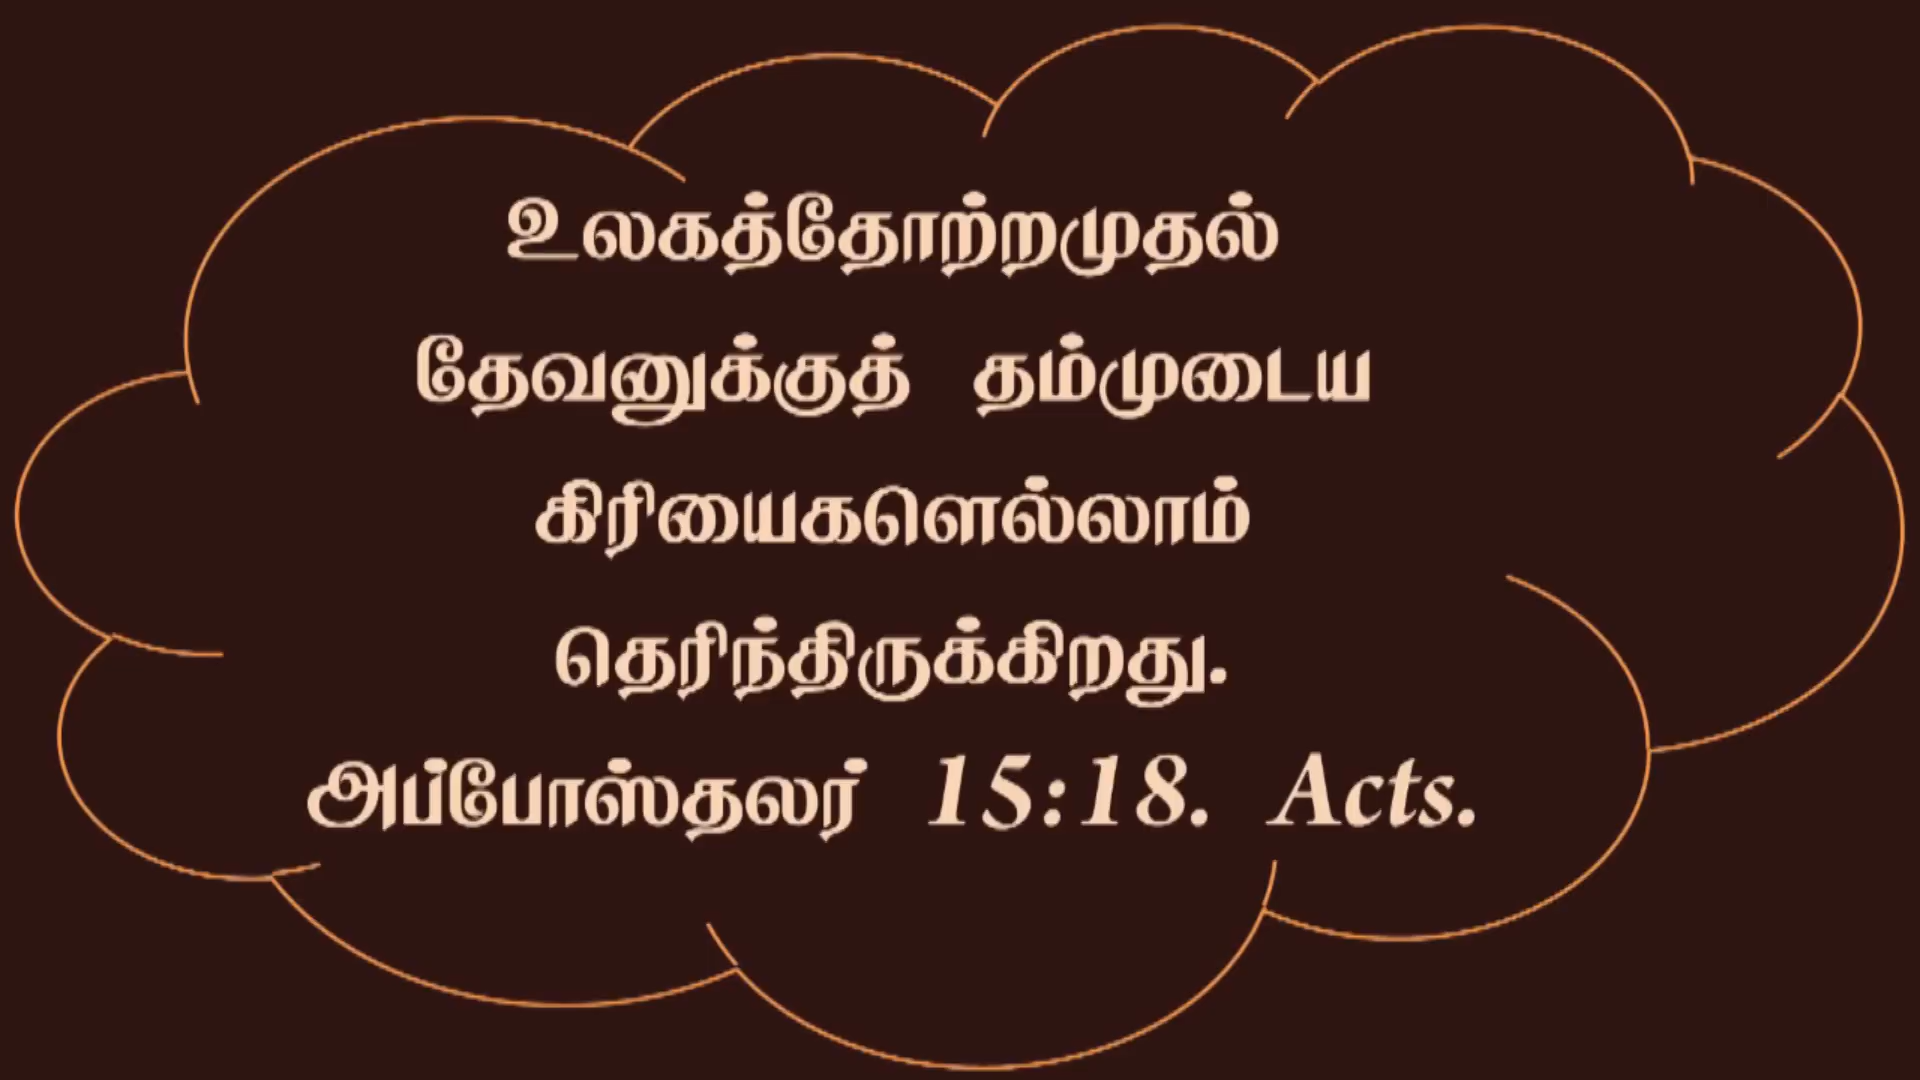 உலகத்தோற்றமுதல்
தேவனுக்குத் தம்முடைய
கிரியைகளெல்லாம்
தெரிந்திருக்கிறது.
அப்போஸ்தலர் 15:18. Acts.